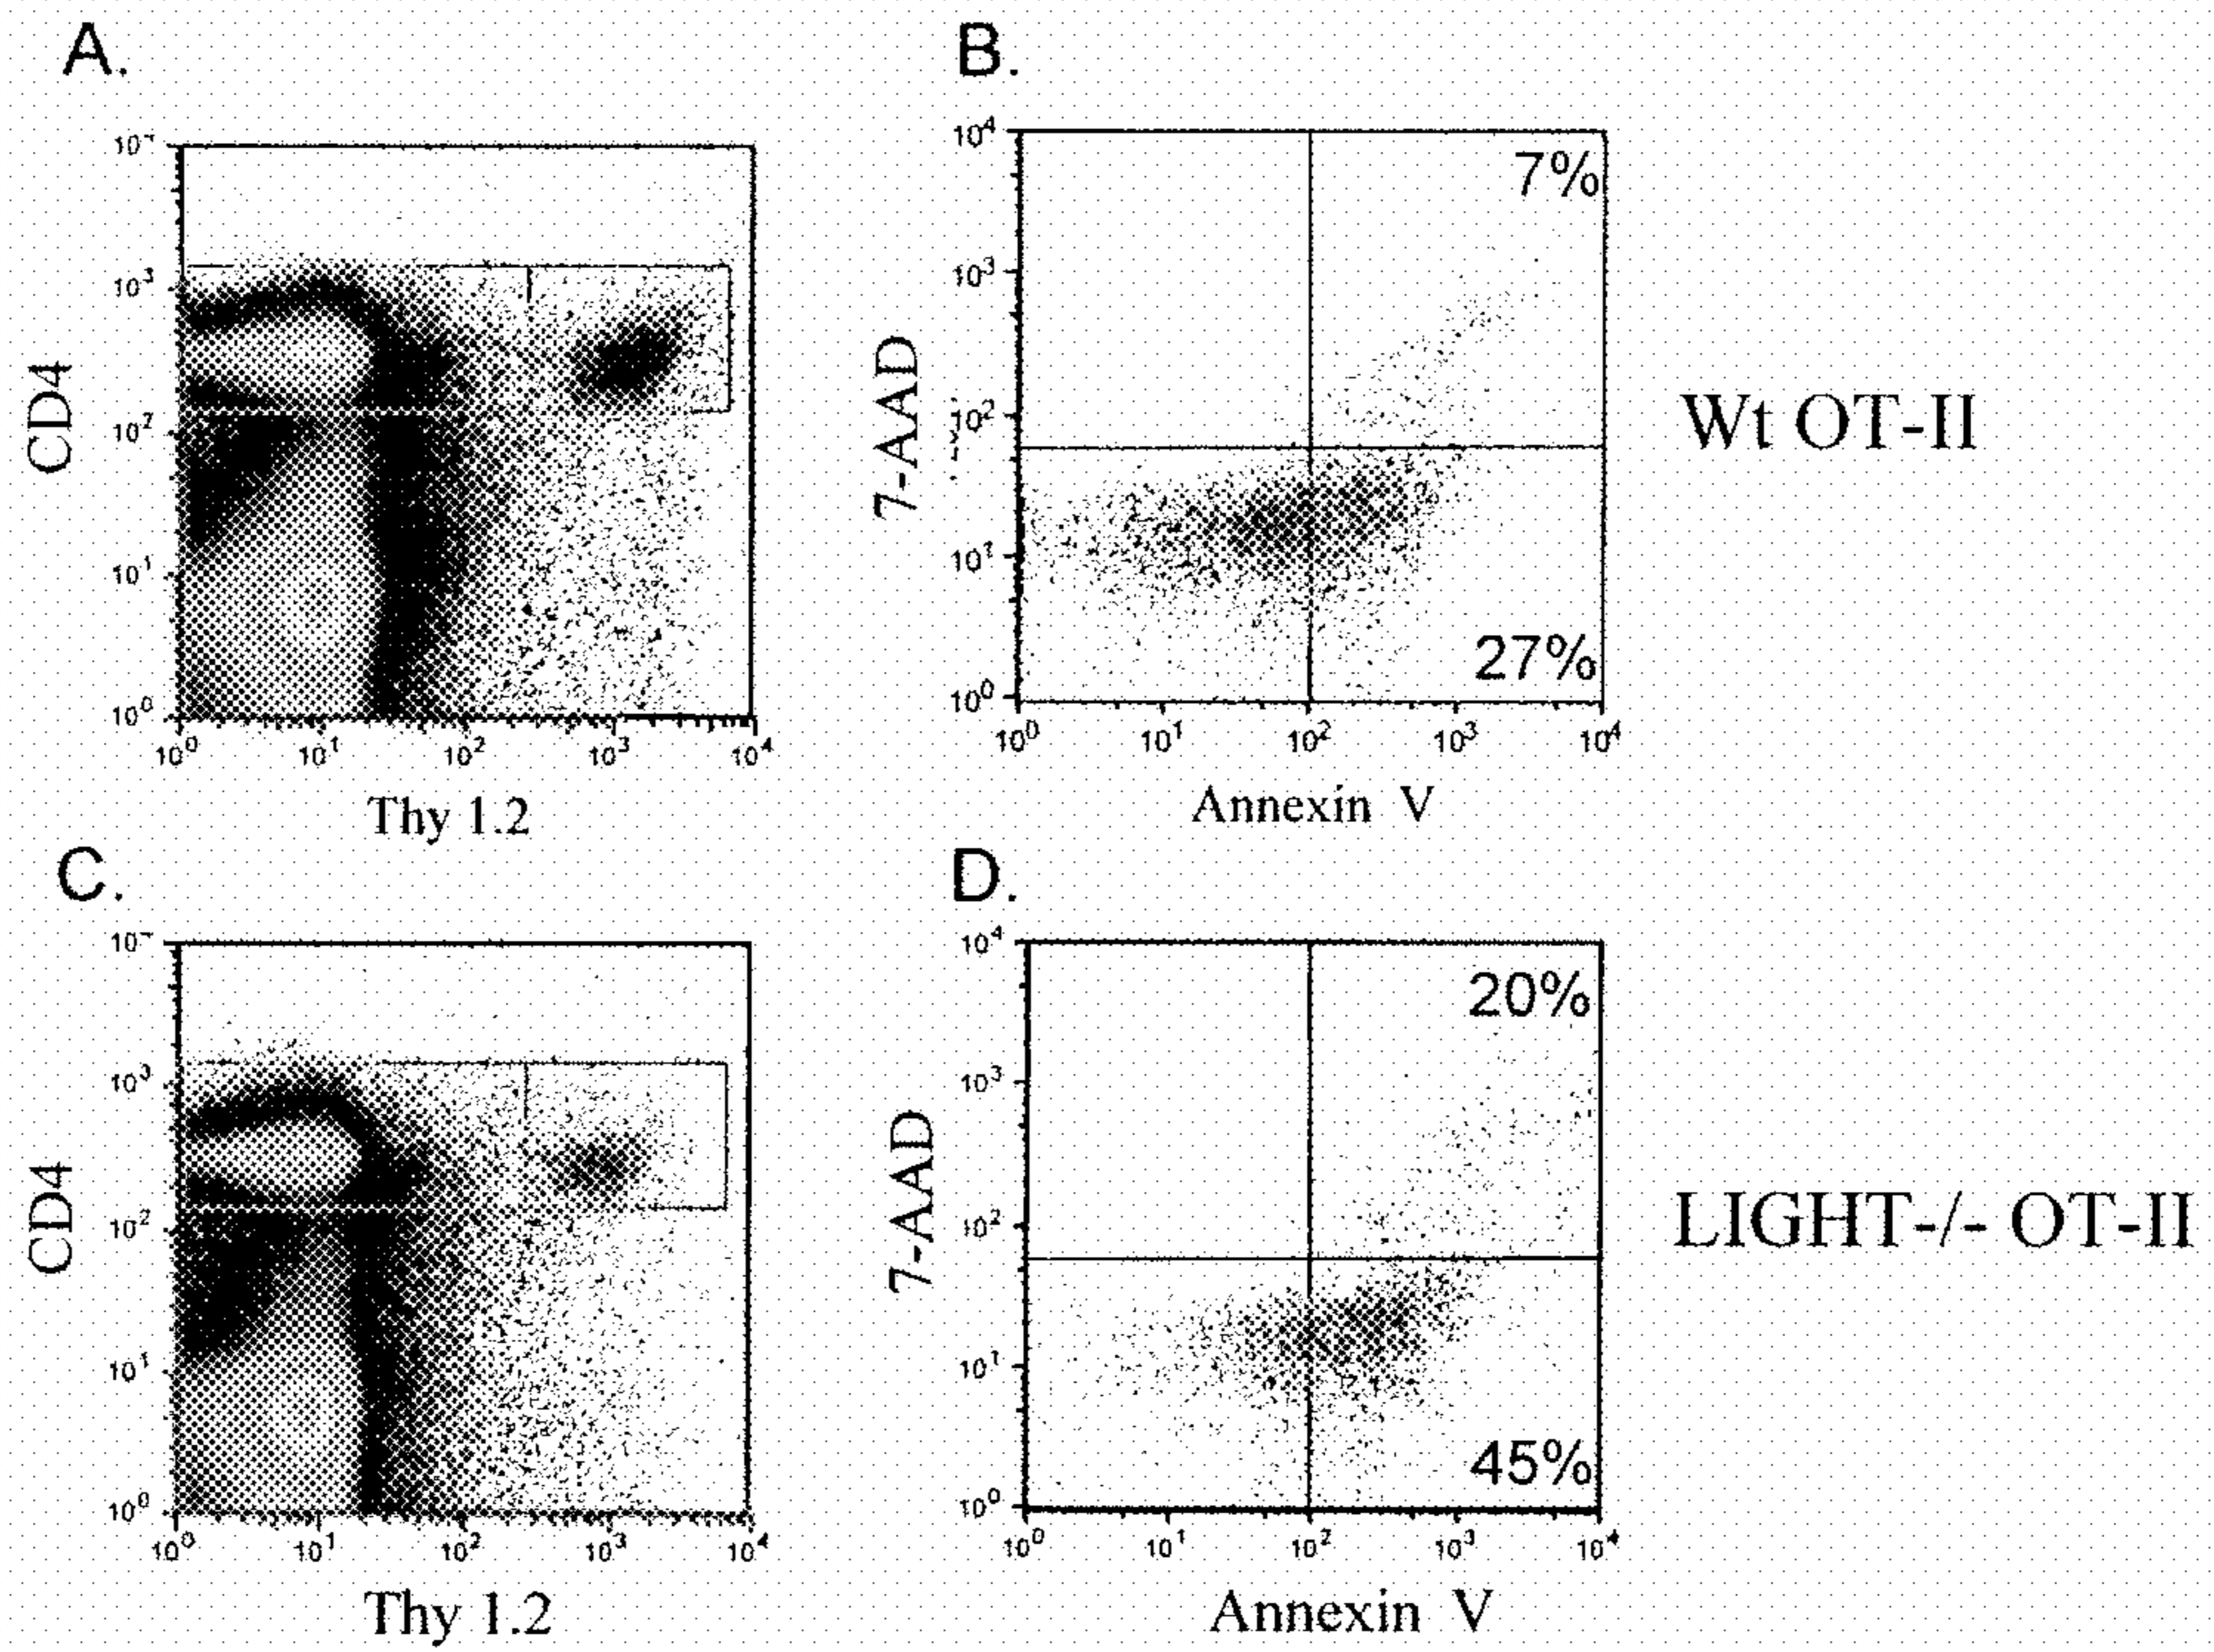 A.
B.
10⁴
10³
10²
10¹
10⁰
CD4
10⁰ 10¹ 10² 10³ 10⁴
Thy 1.2
10⁴
10³
10²
10¹
10⁰
7-AAD
7%
27%
10⁰ 10¹ 10² 10³ 10⁴
Annexin V
Wt OT-II
C.
D.
10³
10²
10¹
10⁰
CD4
10⁰ 10¹ 10² 10³ 10⁴
Thy 1.2
10⁴
10³
10²
10¹
10⁰
7-AAD
20%
45%
10⁰ 10¹ 10² 10³ 10⁴
Annexin V
LIGHT-/- OT-II